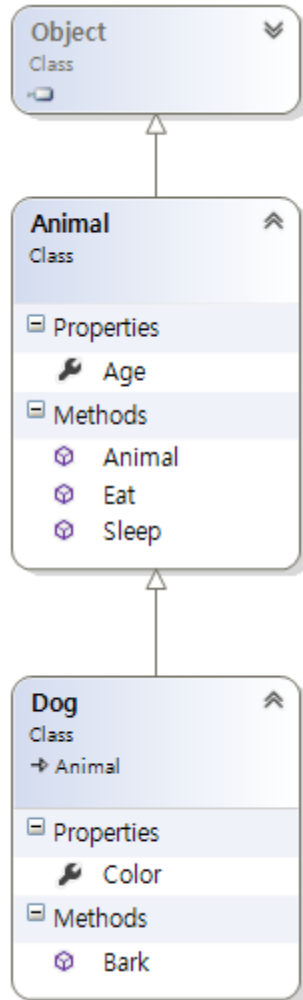 Object
Class
Animal
Class
Properties
Age
Methods
Animal
Eat
Sleep
Dog
Class
Animal
Properties
Color
Methods
Bark